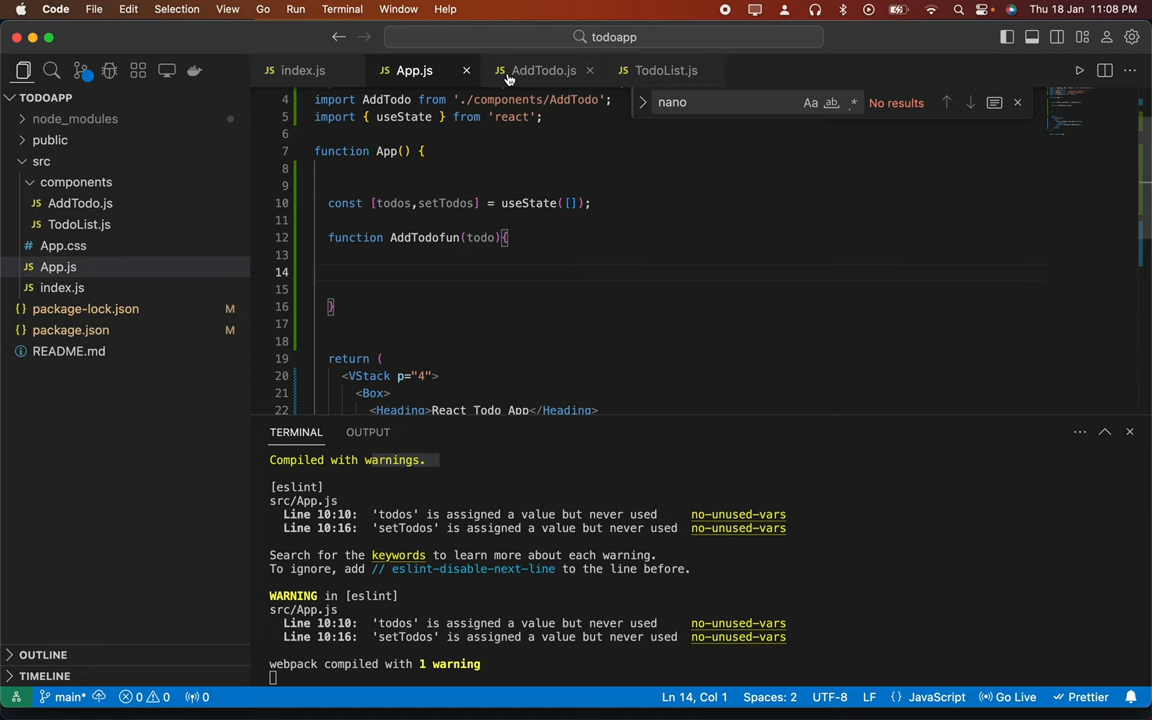 Code File Edit Selection View Go Run Terminal Window Help Thu 18 Jan 11:08 PM
todoapp
index.js App.js AddTodo.js TodoList.js
JS JS JS JS
TODOAPP
node_modules
public
src
components
JS AddTodo.js
JS TodoList.js
# App.css
JS App.js
JS index.js
{} package-lock.json M
{} package.json M
README.md
OUTLINE
TIMELINE
nano Aa ab .* No results
4 import AddTodo from './components/AddTodo';
5 import { useState } from 'react';
6
7 function App() {
8
9
10 const [todos,setTodos] = useState([]);
11
12 function AddTodofun(todo){
13
14
15
16 }
17
18
19 return (
20 <VStack p="4">
21 <Box>
22 <Heading>React Todo App</Heading>
TERMINAL OUTPUT
Compiled with warnings.
[eslint]
src/App.js
Line 10:10: 'todos' is assigned a value but never used no-unused-vars
Line 10:16: 'setTodos' is assigned a value but never used no-unused-vars
Search for the keywords to learn more about each warning.
To ignore, add // eslint-disable-next-line to the line before.
WARNING in [eslint]
src/App.js
Line 10:10: 'todos' is assigned a value but never used no-unused-vars
Line 10:16: 'setTodos' is assigned a value but never used no-unused-vars
webpack compiled with 1 warning
main* 0 0 0 Ln 14, Col 1 Spaces: 2 UTF-8 LF {} JavaScript Go Live Prettier